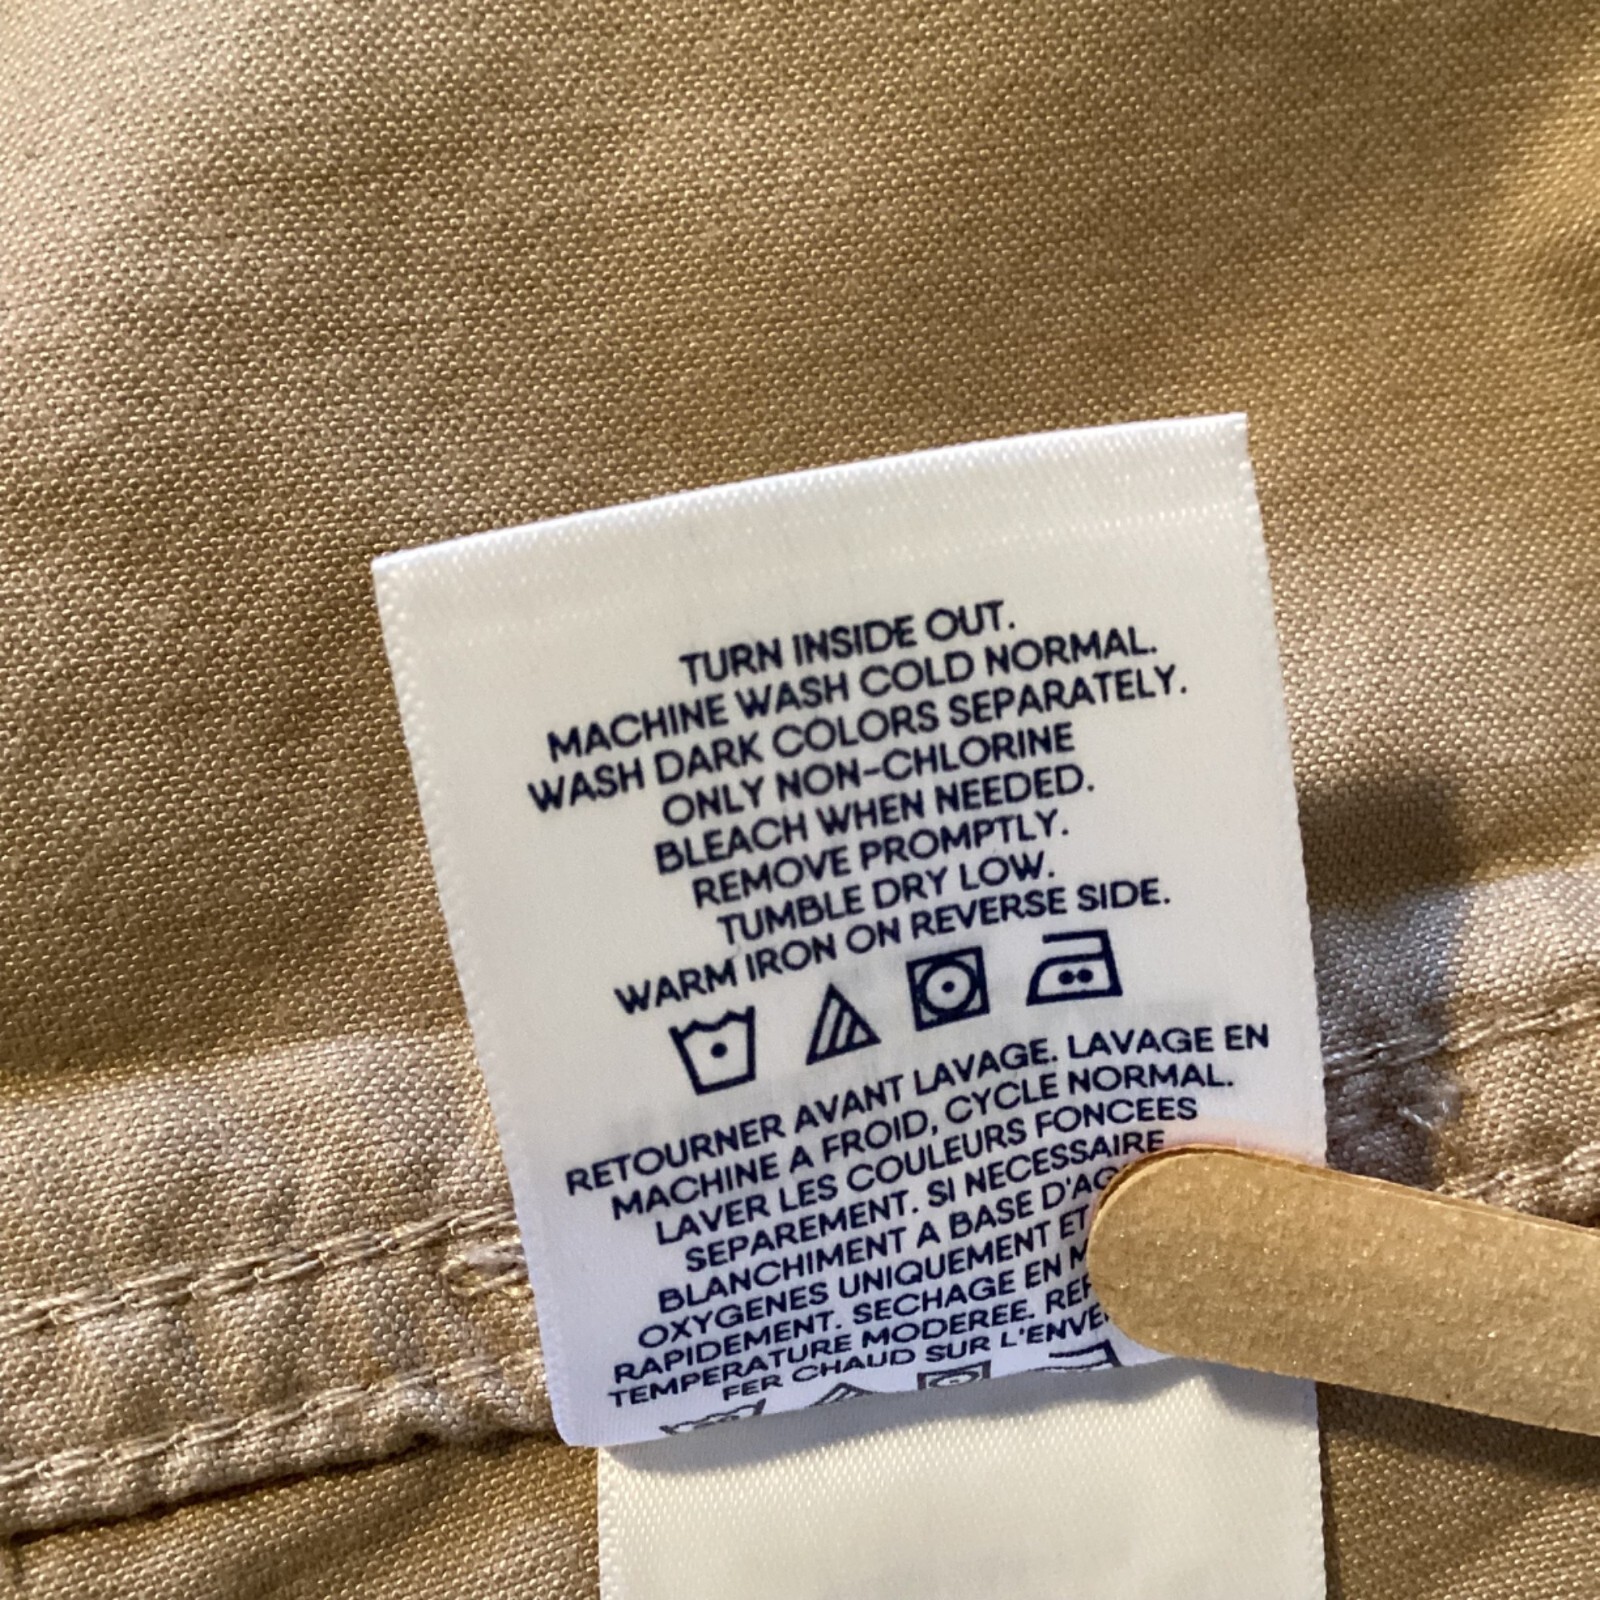 TURN INSIDE OUT.
MACHINE WASH COLD NORMAL.
WASH DARK COLORS SEPARATELY.
ONLY NON-CHLORINE
BLEACH WHEN NEEDED.
REMOVE PROMPTLY.
TUMBLE DRY LOW.
WARM IRON ON REVERSE SIDE.
RETOURNER AVANT LAVAGE. LAVAGE EN
MACHINE A FROID, CYCLE NORMAL.
LAVER LES COULEURS FONCEES
SEPAREMENT. SI NECESSAIRE
BLANCHIMENT A BASE
OXYGENES UNIQUEMENT ET
RAPIDEMENT. SECHAGE EN
TEMPERATURE MODEREE.
FER CHAUD SUR